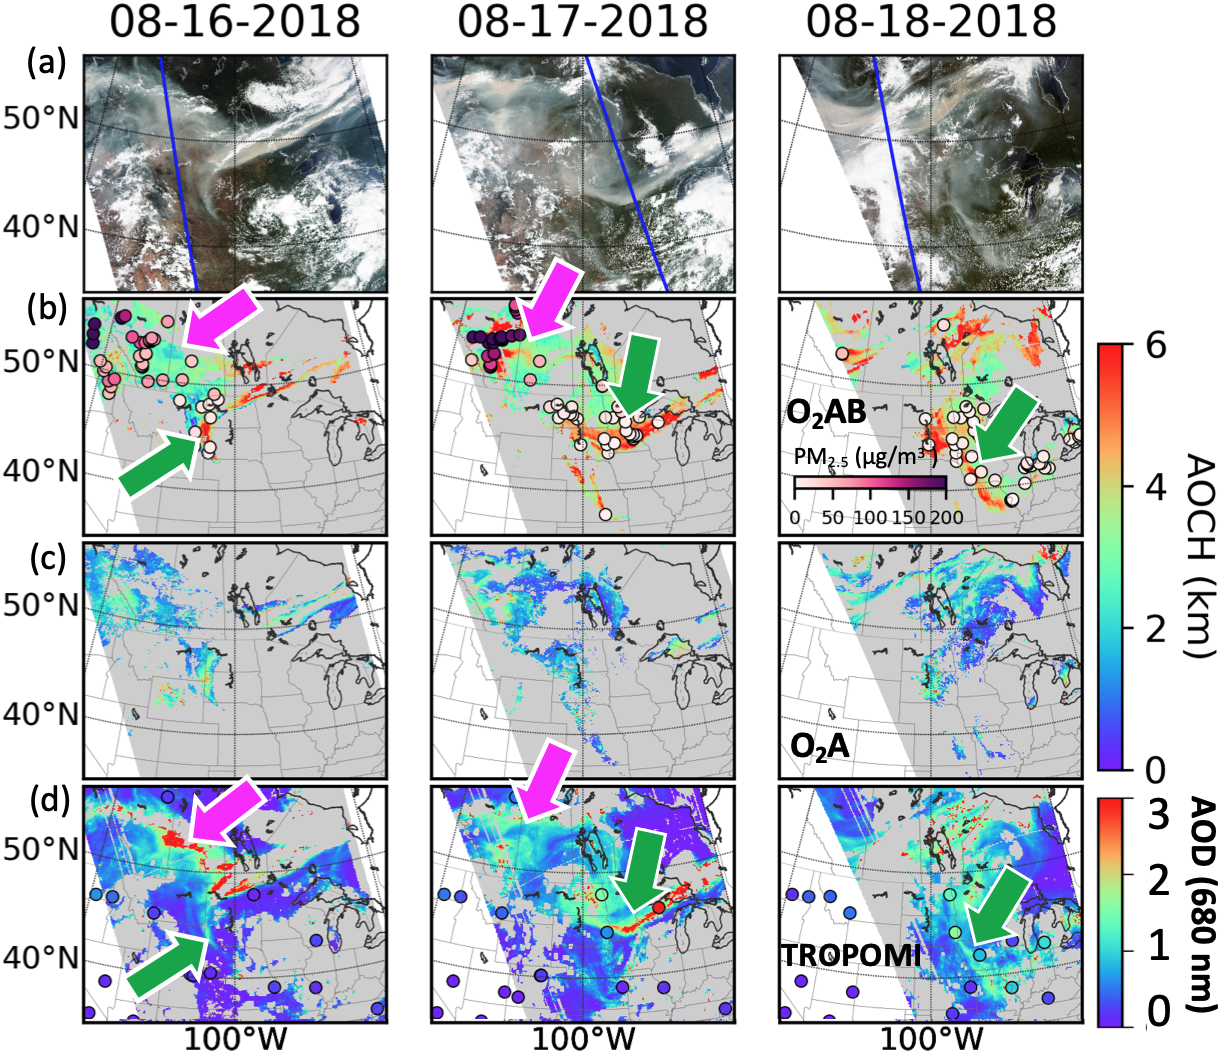 08-16-2018 08-17-2018 08-18-2018
(a)
50°N
40°N
(b)
50°N
40°N
O₂AB
PM₂.₅ (μg/m³)
0 50 100 150 200
6
4
2
0
AOCH (km)
(c)
50°N
40°N
O₂A
(d)
50°N
40°N
TROPOMI
3
2
1
0
AOD (680 nm)
100°W 100°W 100°W